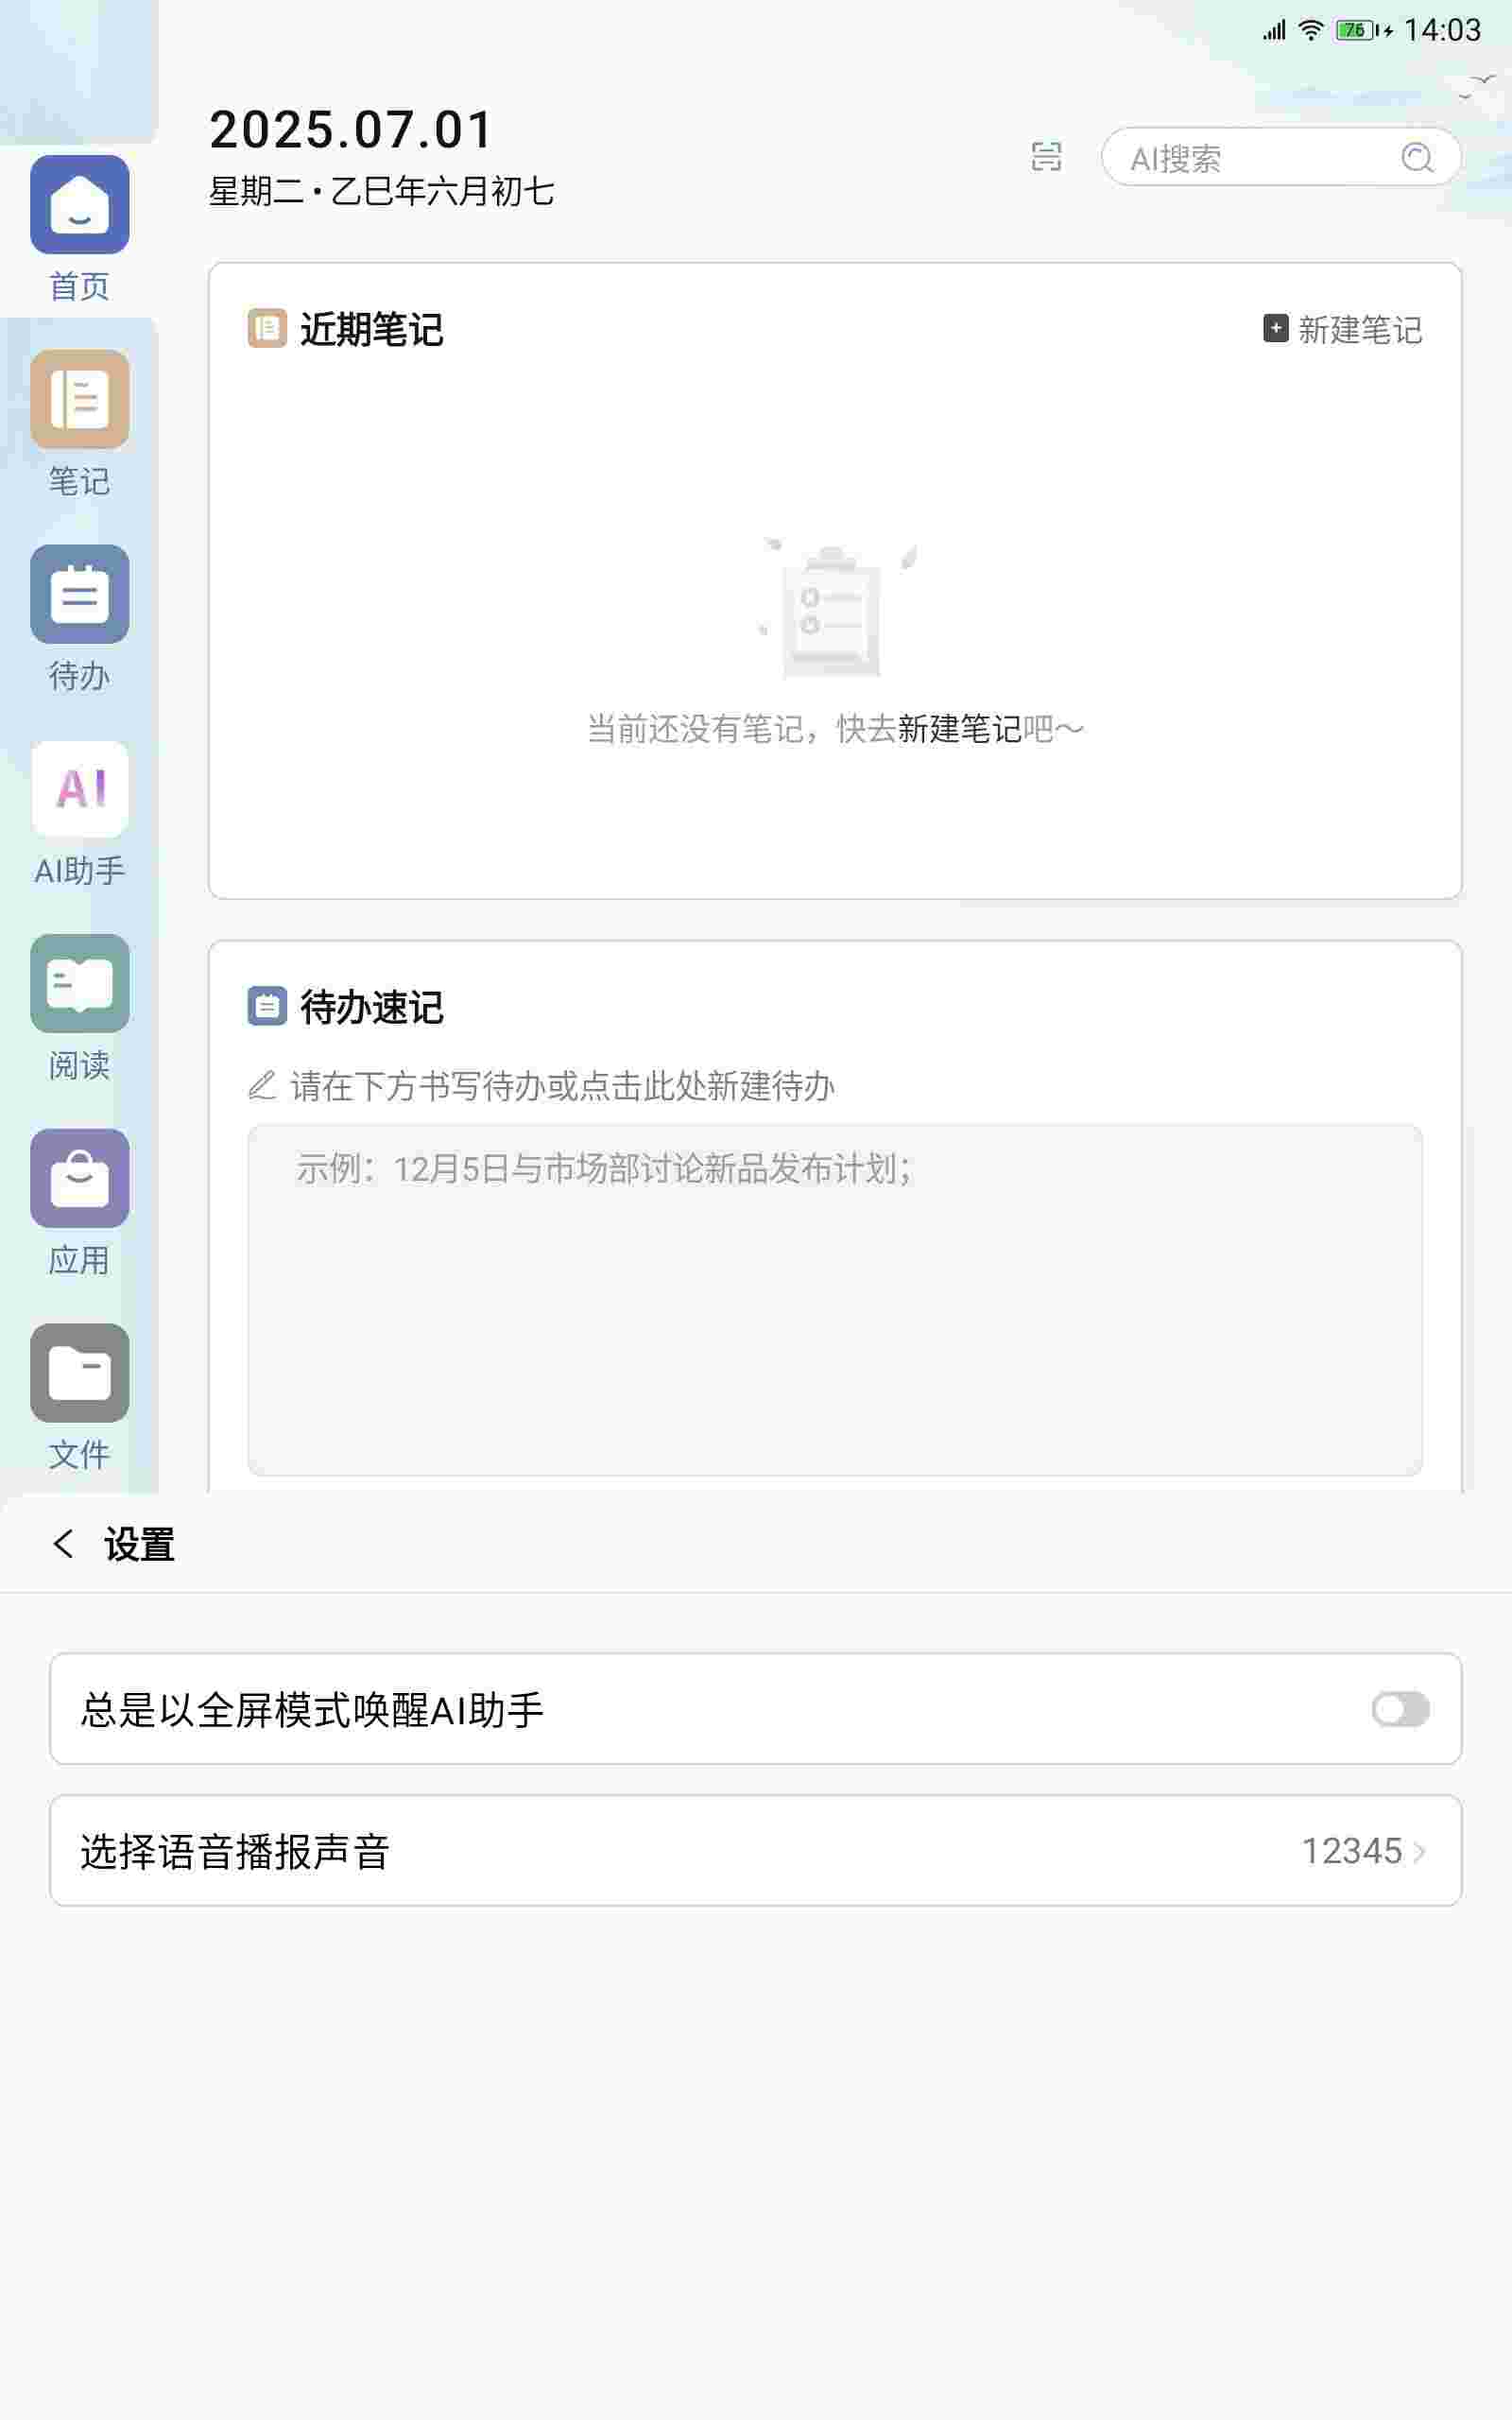 76 14:03
2025.07.01
星期二·乙巳年六月初七
AI搜索
首页
笔记
待办
AI
AI助手
阅读
应用
文件
近期笔记
新建笔记
当前还没有笔记，快去新建笔记吧～
待办速记
请在下方书写待办或点击此处新建待办
示例：12月5日与市场部讨论新品发布计划；
设置
总是以全屏模式唤醒AI助手
选择语音播报声音
12345